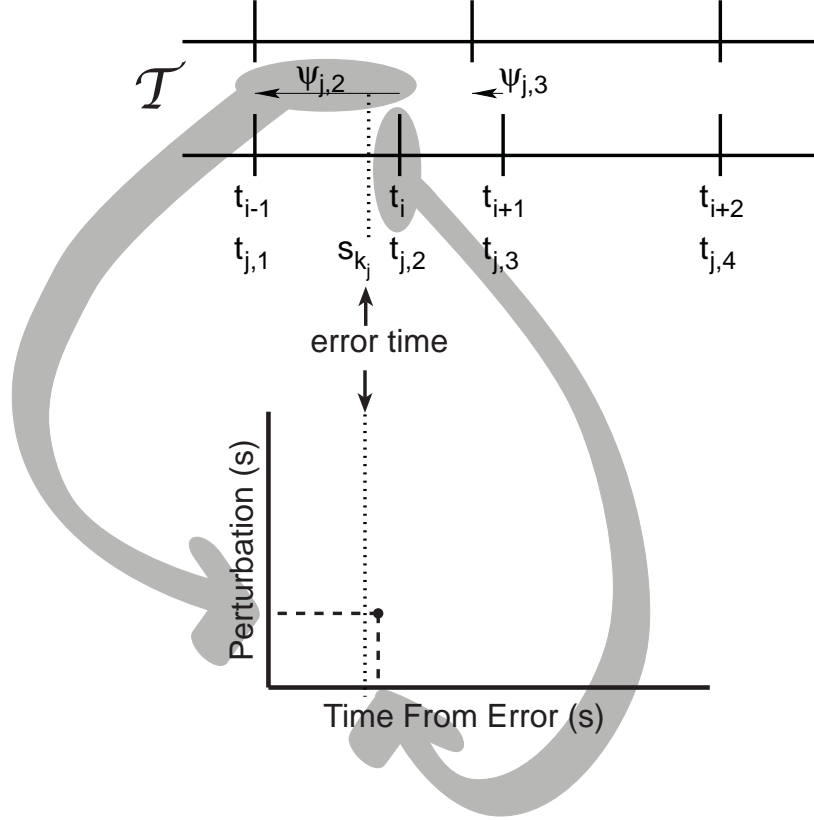 𝒯 ψj,2 ψj,3
ti-1 ti ti+1 ti+2
tj,1 skj tj,2 tj,3 tj,4
error time
Perturbation (s)
Time From Error (s)